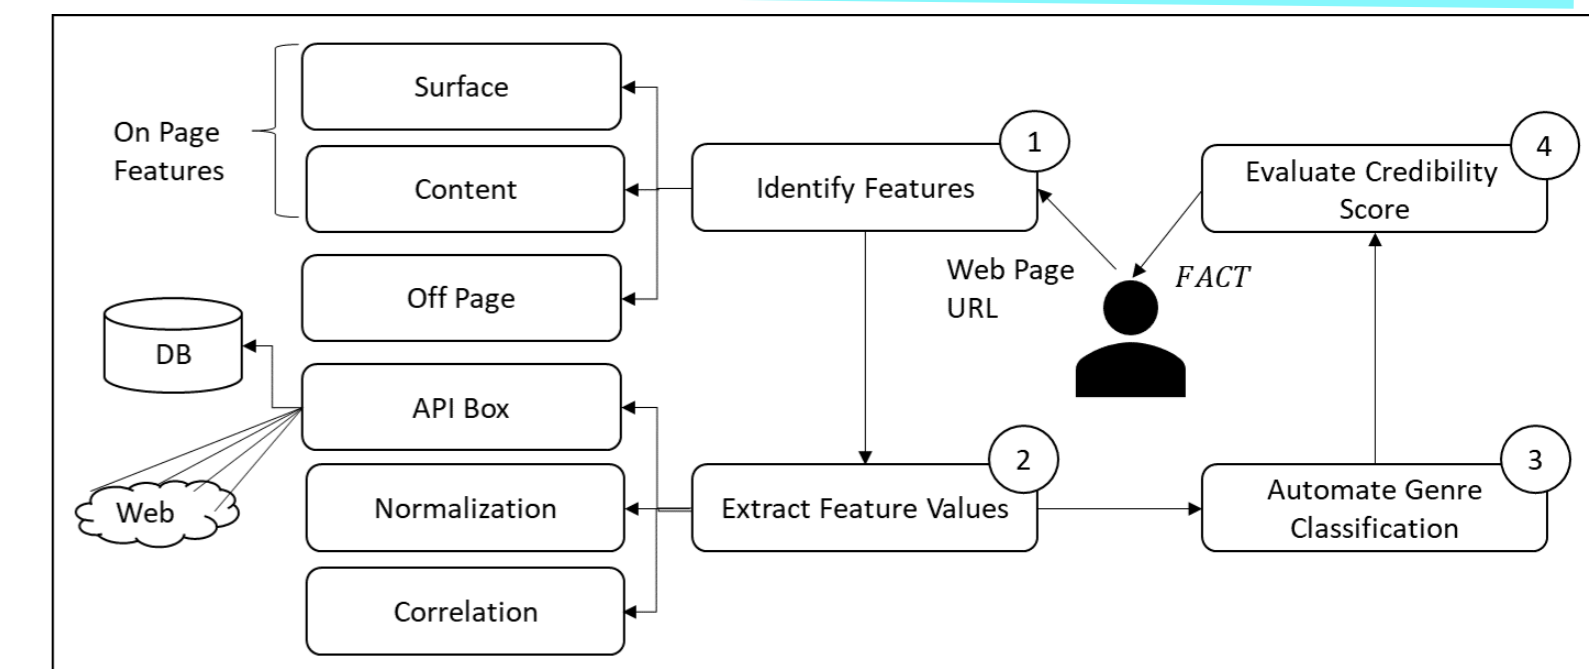 Surface
On Page
Features
Content
Off Page
DB
API Box
Web
Normalization
Correlation
1
Identify Features
Web Page
URL
FACT
4
Evaluate Credibility
Score
2
Extract Feature Values
3
Automate Genre
Classification